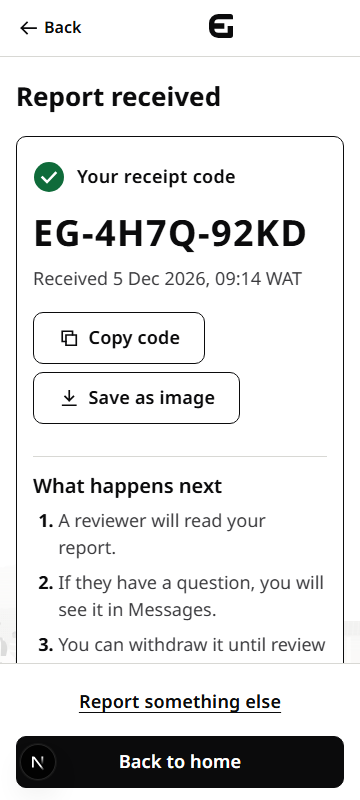 Back
EG
Report received
Your receipt code
EG-4H7Q-92KD
Received 5 Dec 2026, 09:14 WAT
Copy code
Save as image
What happens next
1. A reviewer will read your
report.
2. If they have a question, you will
see it in Messages.
3. You can withdraw it until review
Report something else
N
Back to home